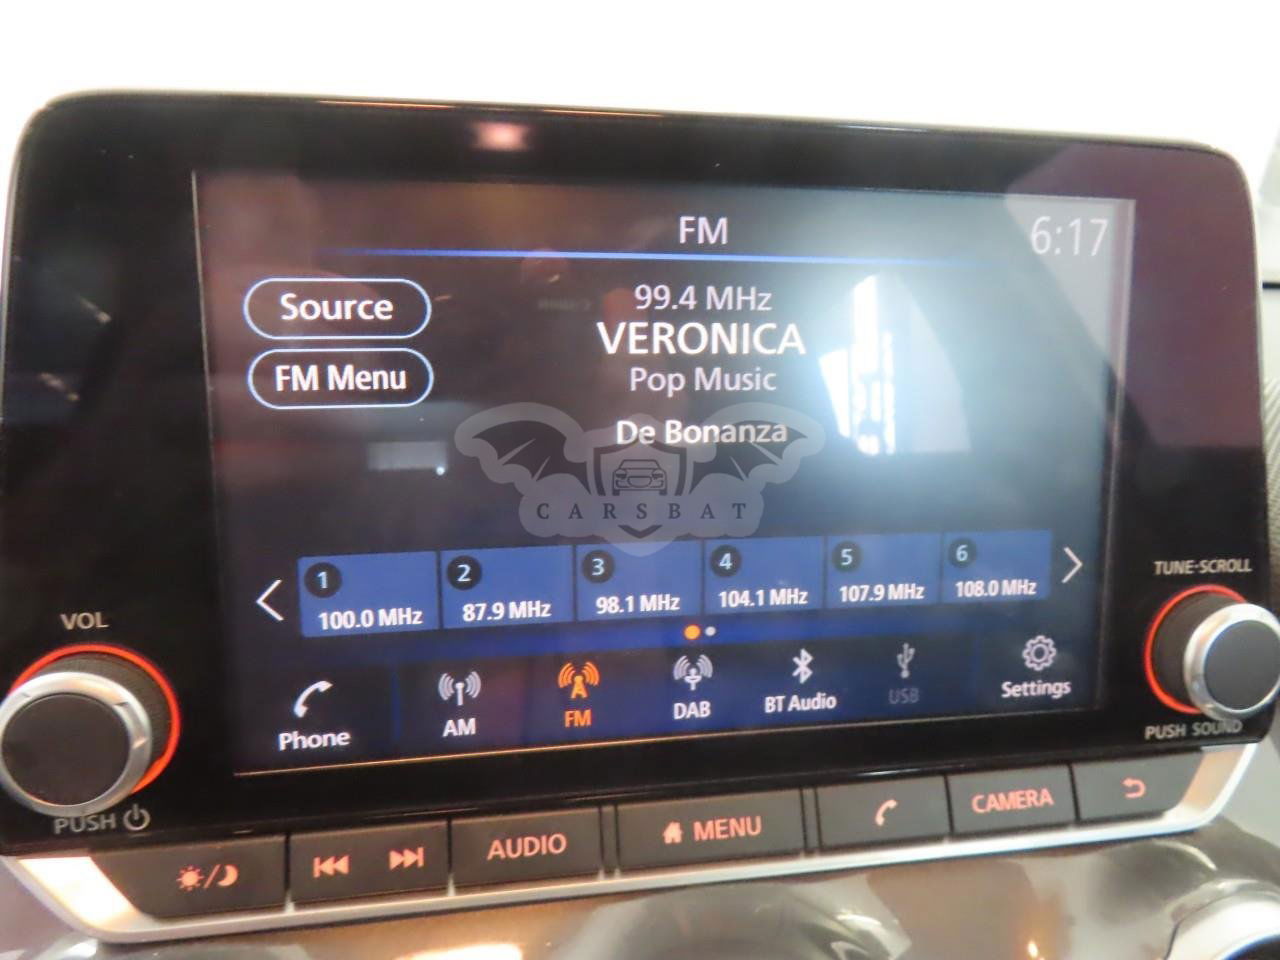 FM
6:17
Source
99.4 MHz
VERONICA
FM Menu
Pop Music
De Bonanza
CARSBAT
1
2
3
4
5
6
100.0 MHz
87.9 MHz
98.1 MHz
104.1 MHz
107.9 MHz
108.0 MHz
TUNE·SCROLL
VOL
Phone
AM
FM
DAB
BT Audio
USB
Settings
PUSH SOUND
PUSH
AUDIO
MENU
CAMERA